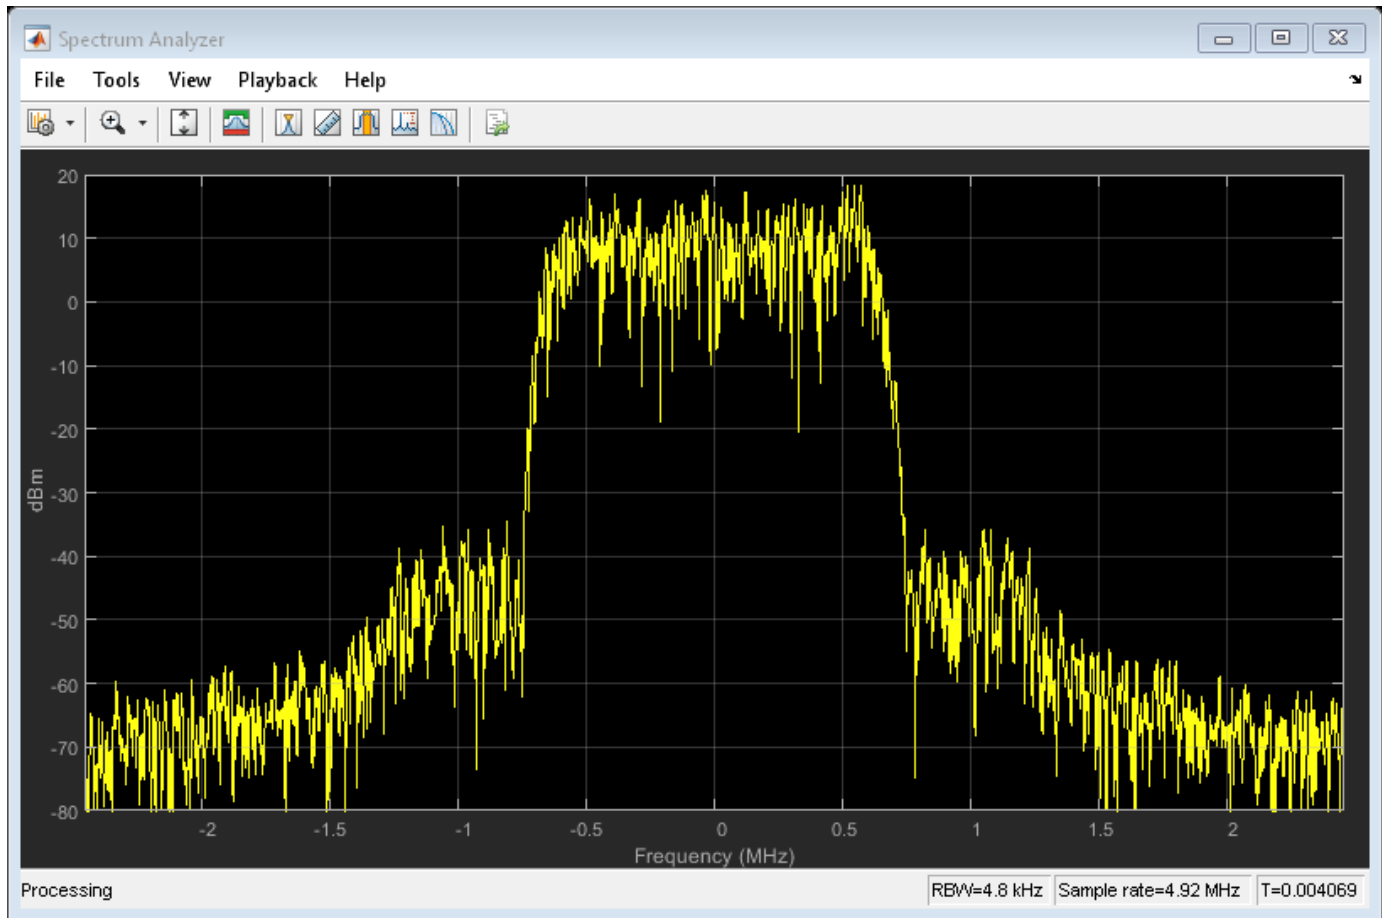 Spectrum Analyzer
File Tools View Playback Help
20
10
0
-10
-20
-30
-40
-50
-60
-70
-80
dBm
-2 -1.5 -1 -0.5 0 0.5 1 1.5 2
Frequency (MHz)
Processing RBW=4.8 kHz Sample rate=4.92 MHz T=0.004069